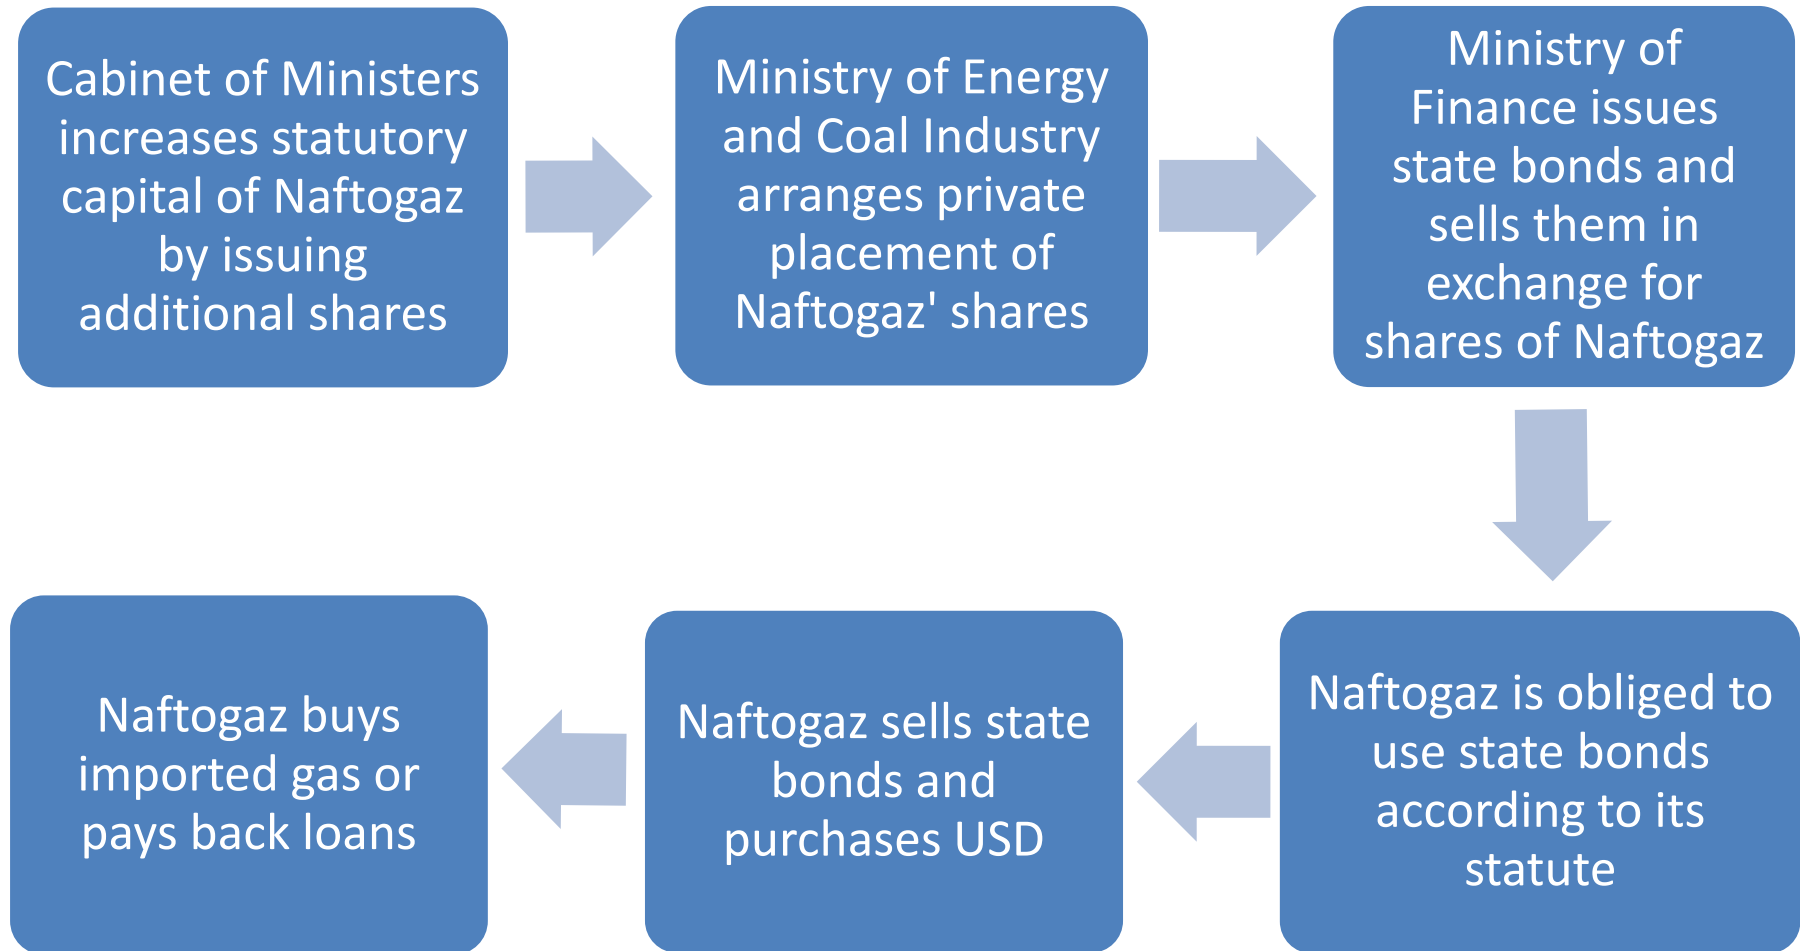 Cabinet of Ministers
increases statutory
capital of Naftogaz
by issuing
additional shares
Ministry of Energy
and Coal Industry
arranges private
placement of
Naftogaz' shares
Ministry of
Finance issues
state bonds and
sells them in
exchange for
shares of Naftogaz
Naftogaz is obliged to
use state bonds
according to its
statute
Naftogaz sells state
bonds and
purchases USD
Naftogaz buys
imported gas or
pays back loans